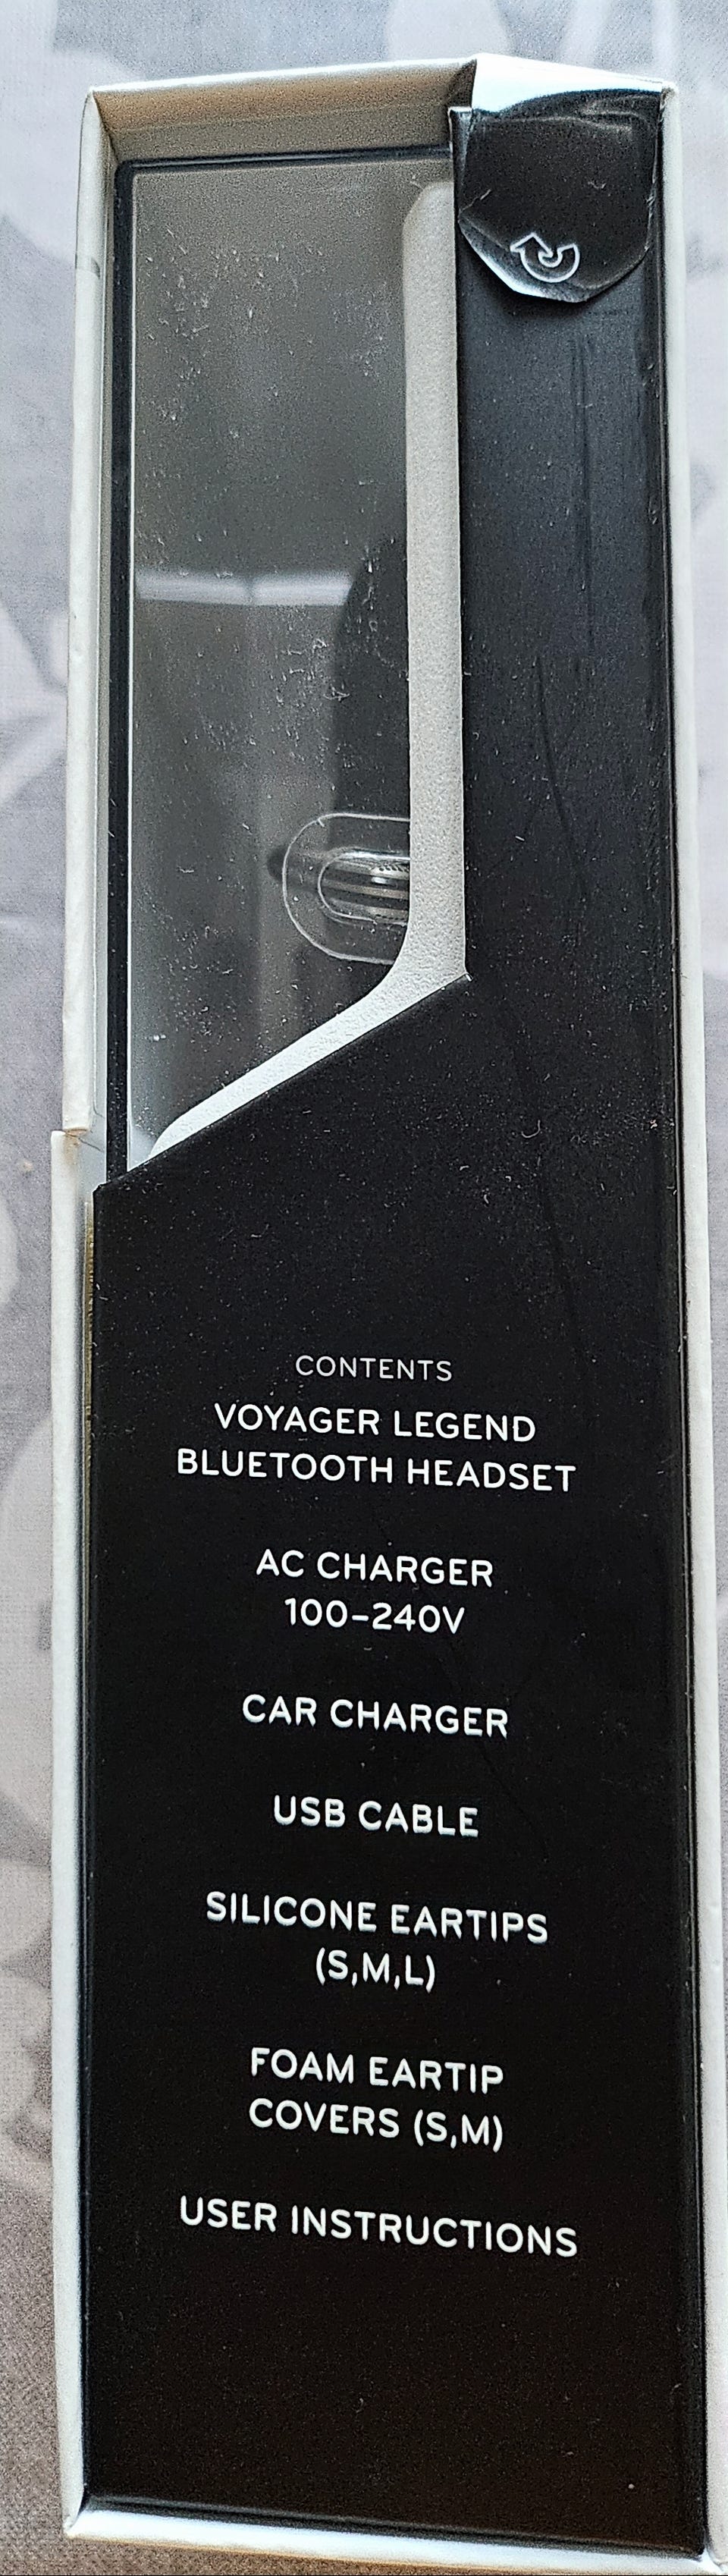 CONTENTS
VOYAGER LEGEND
BLUETOOTH HEADSET
AC CHARGER
100–240V
CAR CHARGER
USB CABLE
SILICONE EARTIPS
(S,M,L)
FOAM EARTIP
COVERS (S,M)
USER INSTRUCTIONS